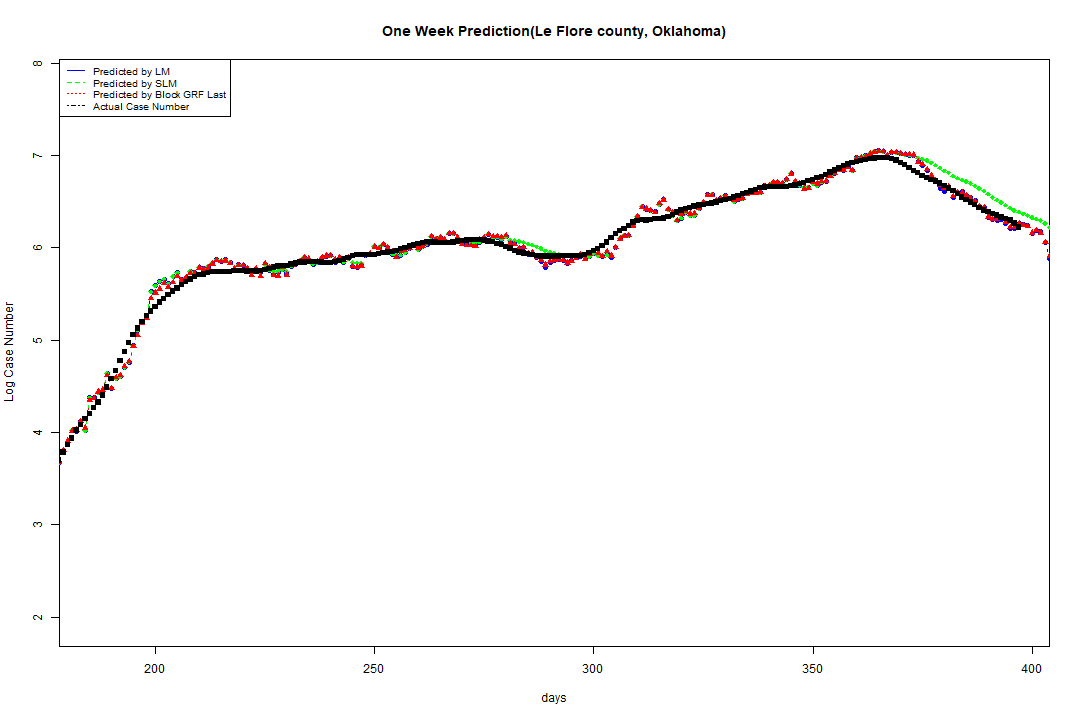 One Week Prediction(Le Flore county, Oklahoma)
Predicted by LM
Predicted by SLM
Predicted by Block GRF Last
Actual Case Number
8
7
6
5
4
3
2
Log Case Number
200 250 300 350 400
days